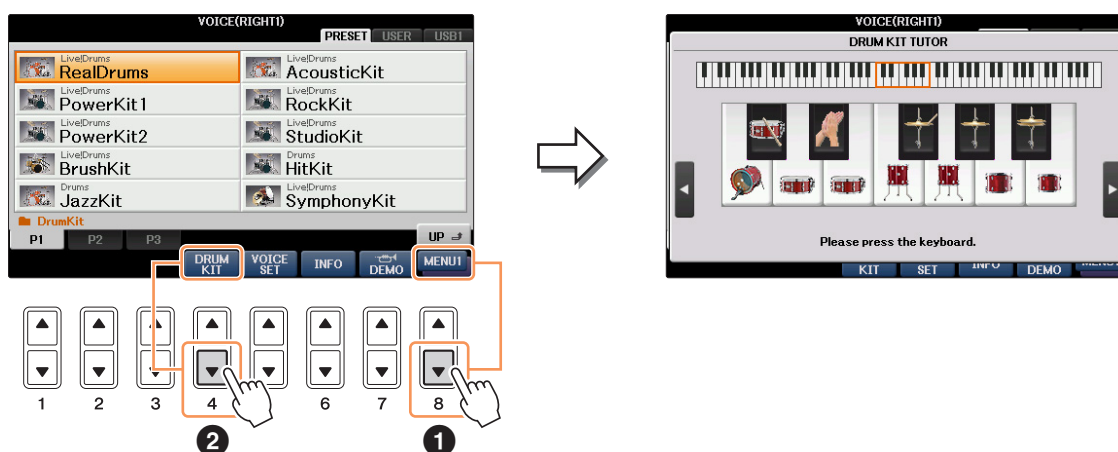 VOICE(RIGHT1)
PRESET USER USB1
Live!Drums
RealDrums
Live!Drums
AcousticKit
Live!Drums
PowerKit1
Live!Drums
RockKit
Live!Drums
PowerKit2
Live!Drums
StudioKit
Live!Drums
BrushKit
Drums
HitKit
Drums
JazzKit
Live!Drums
SymphonyKit
DrumKit
P1 P2 P3 UP
DRUM KIT
VOICE SET
INFO
DEMO
MENU1
1 2 3 4 6 7 8
2 1
VOICE(RIGHT1)
DRUM KIT TUTOR
Please press the keyboard.
KIT SET INFO DEMO